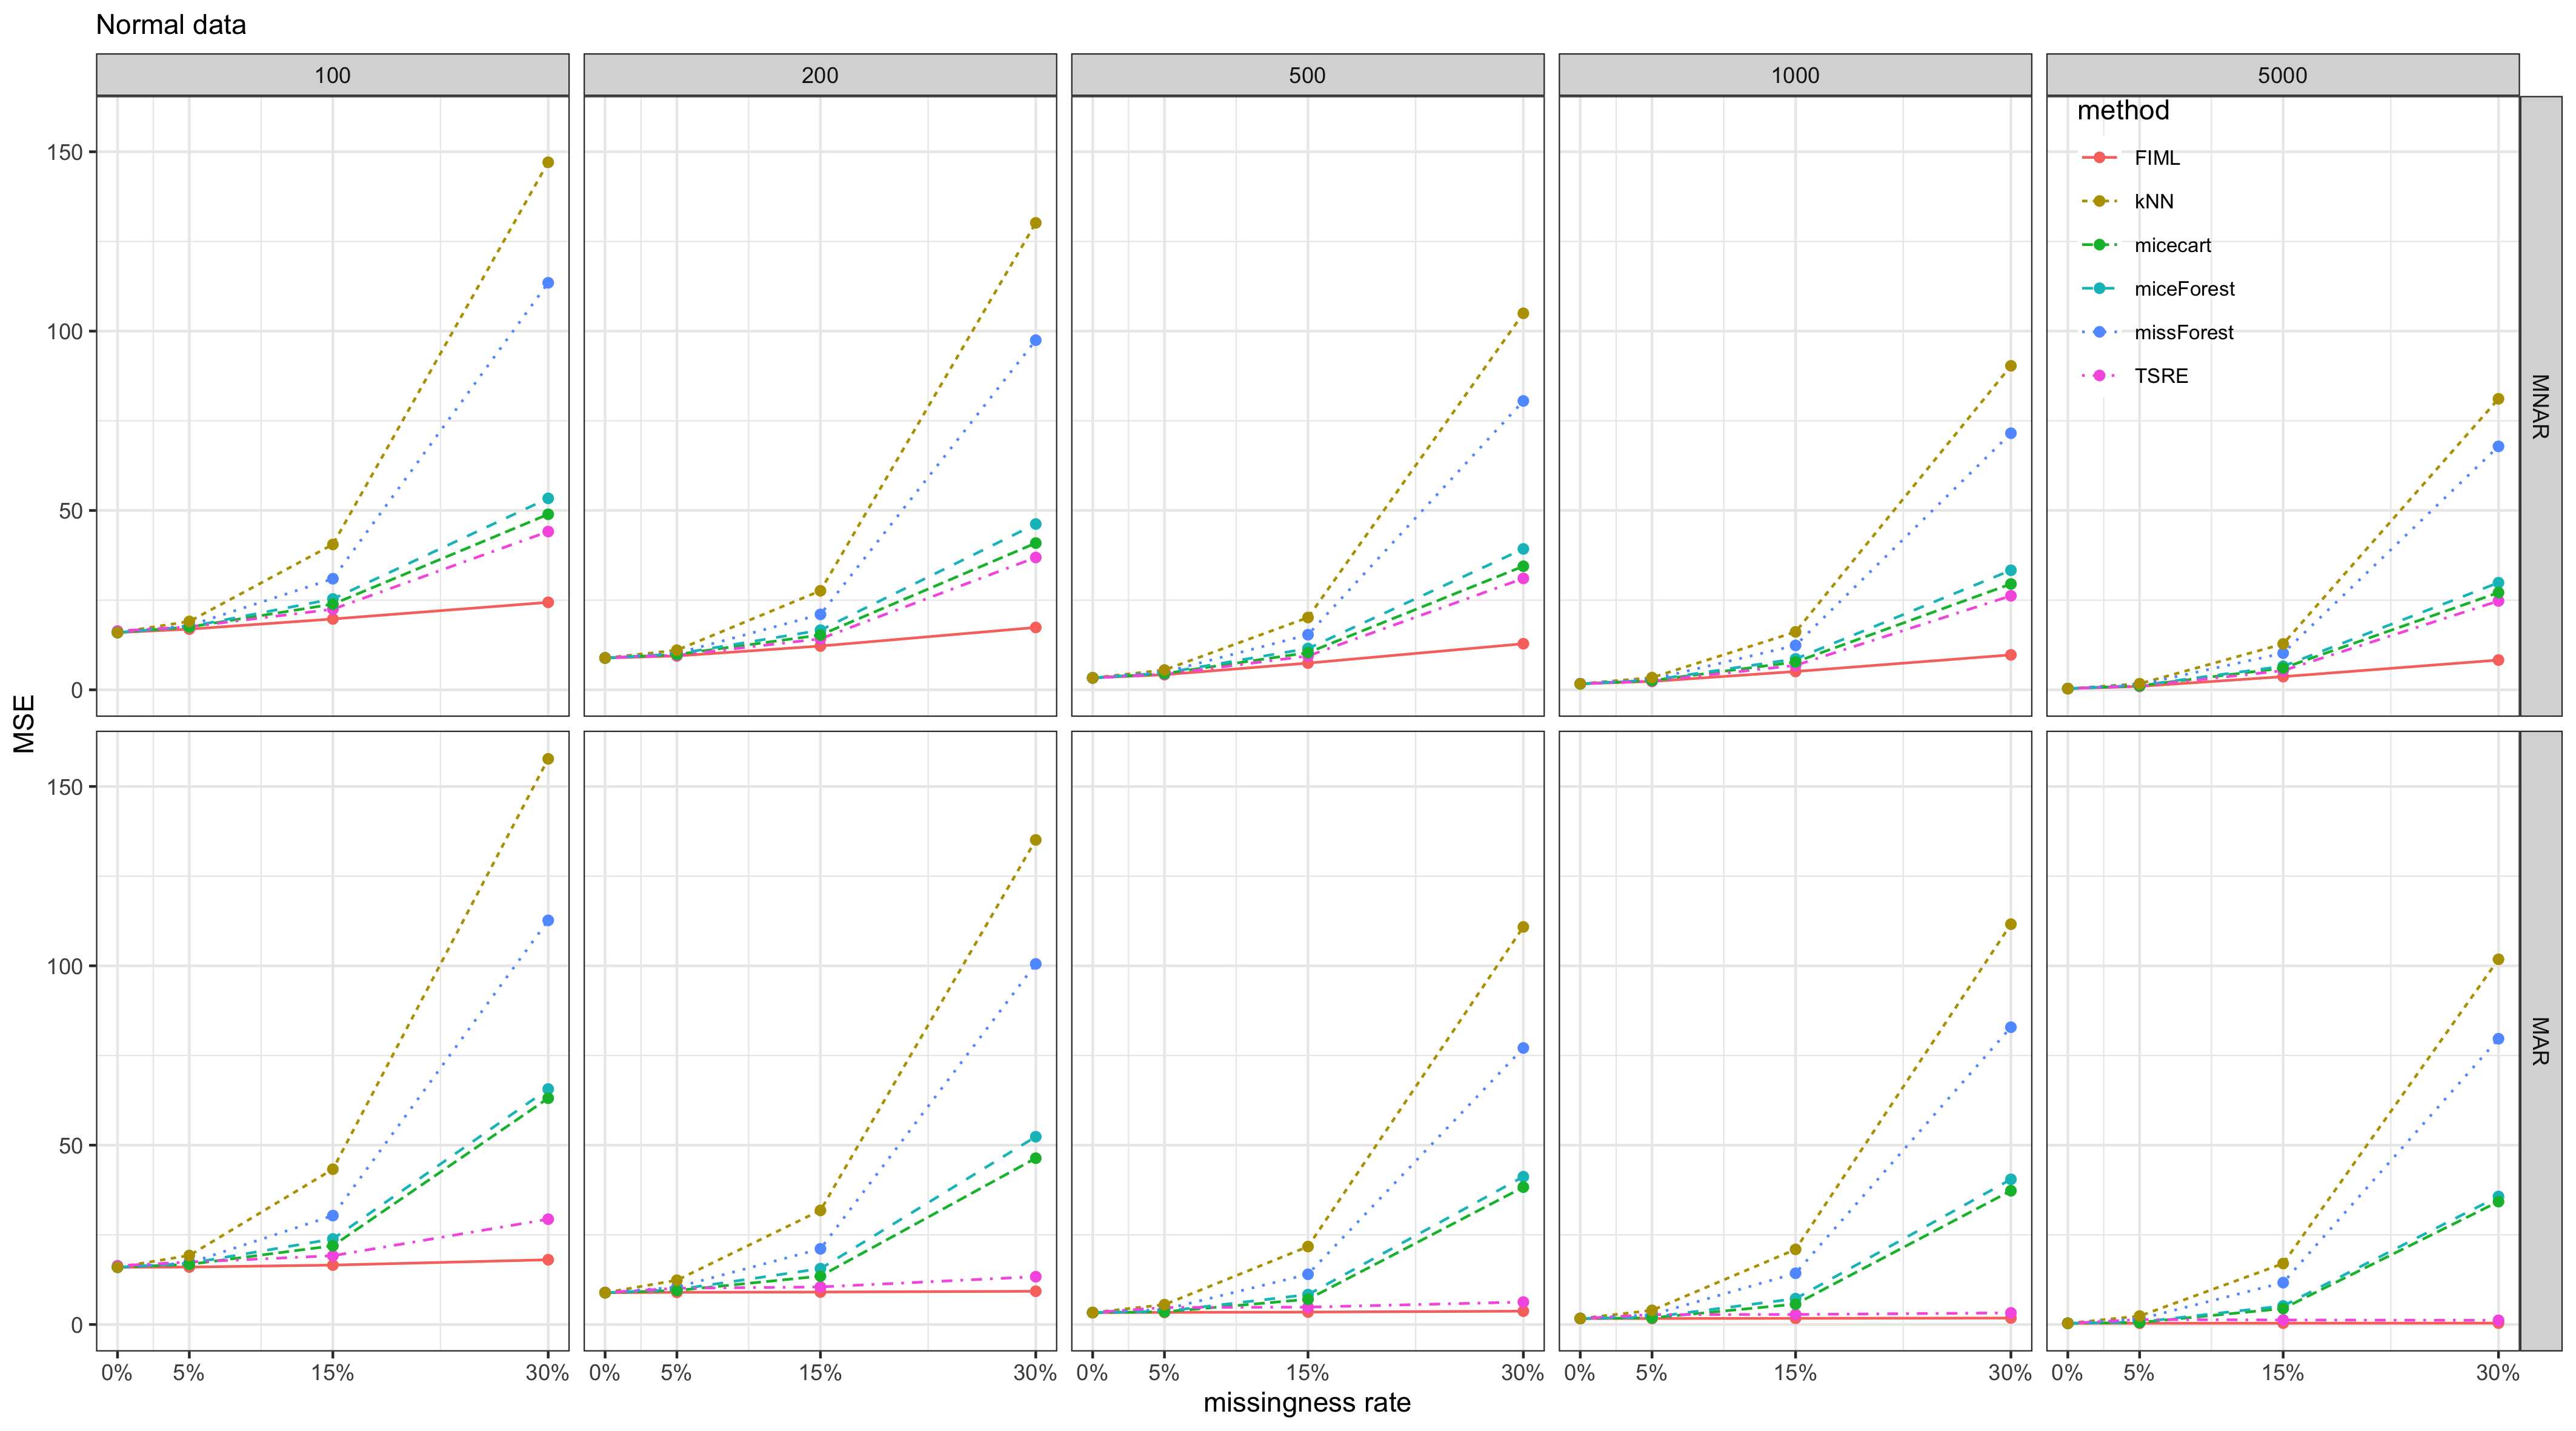 Normal data
100
200
500
1000
5000
method
FIML
kNN
micecart
miceForest
missForest
TSRE
150
100
50
0
MNAR
MSE
150
100
50
0
MAR
0% 5% 15% 30%
0% 5% 15% 30%
0% 5% 15% 30%
0% 5% 15% 30%
0% 5% 15% 30%
missingness rate